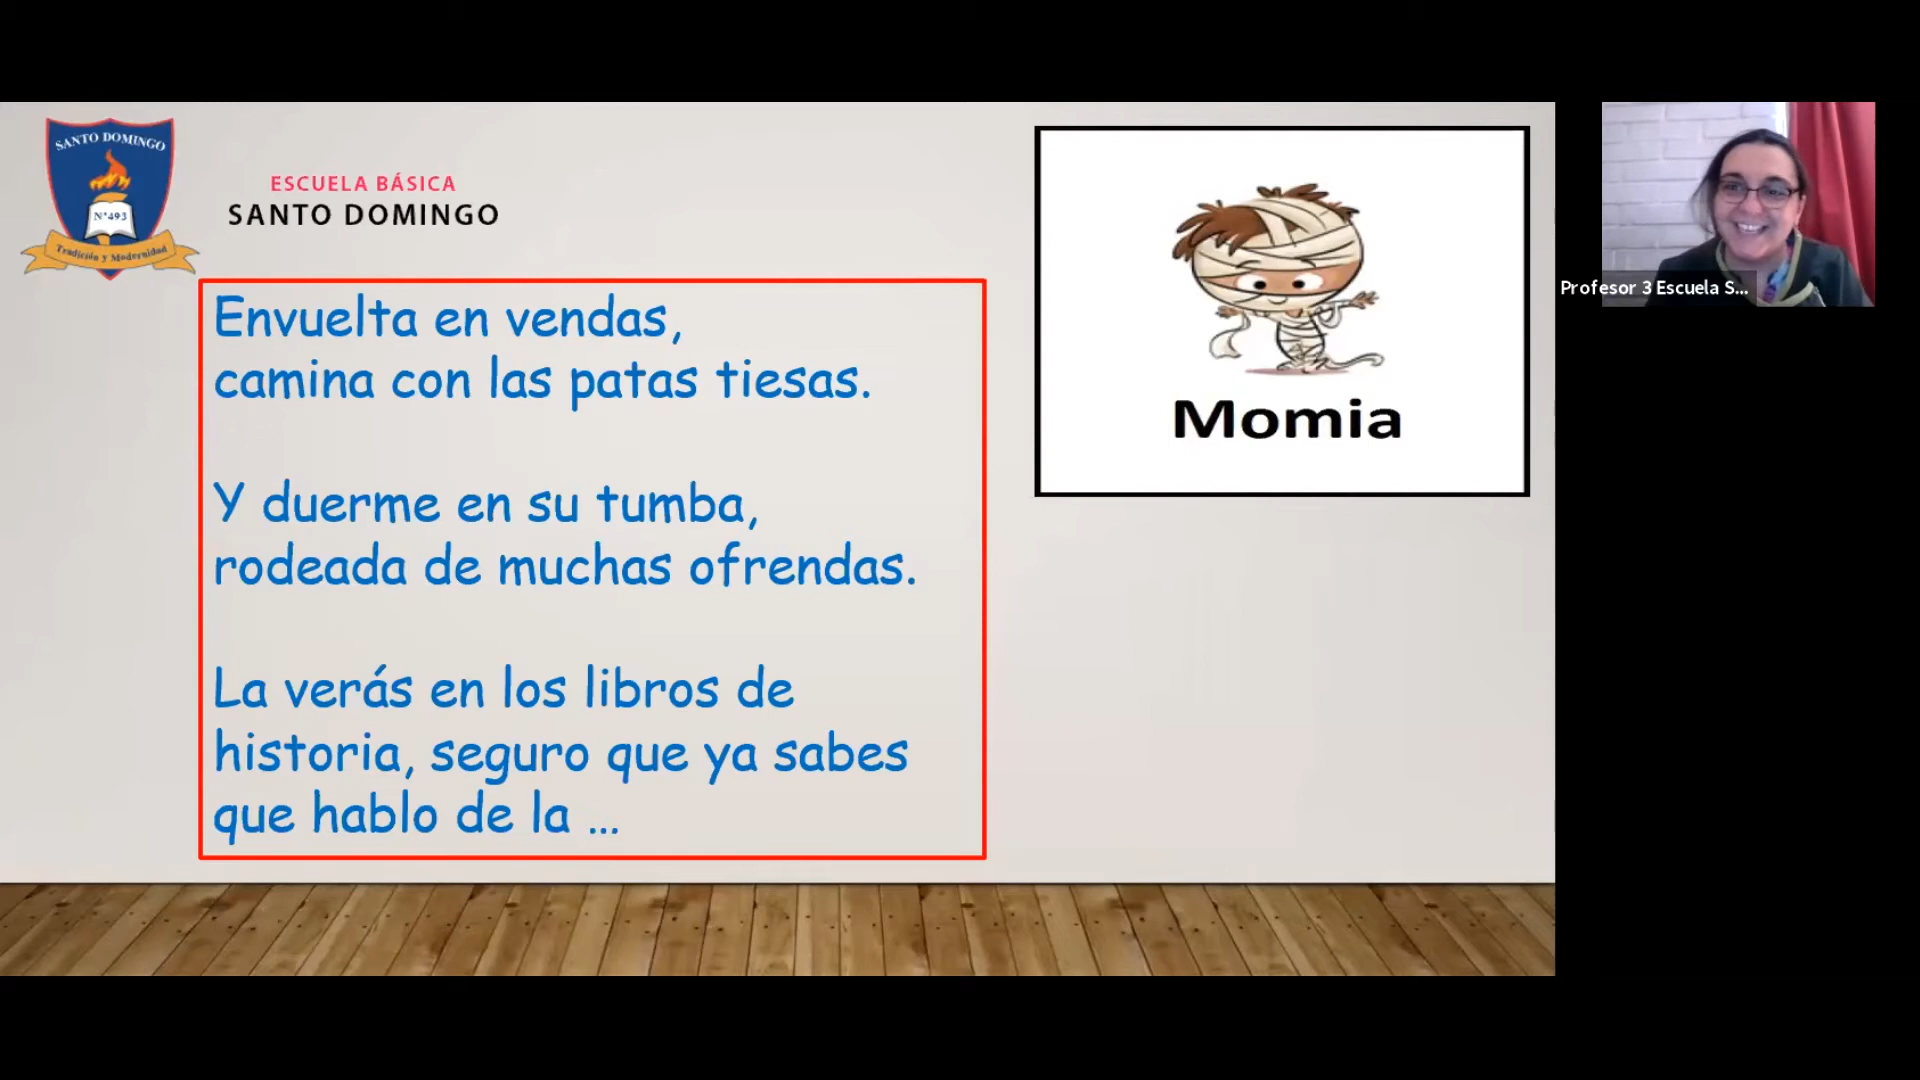 SANTO DOMINGO
N°493
Tradición y Modernidad
ESCUELA BÁSICA
SANTO DOMINGO
Envuelta en vendas,
camina con las patas tiesas.
Y duerme en su tumba,
rodeada de muchas ofrendas.
La verás en los libros de
historia, seguro que ya sabes
que hablo de la ...
Momia
Profesor 3 Escuela S...